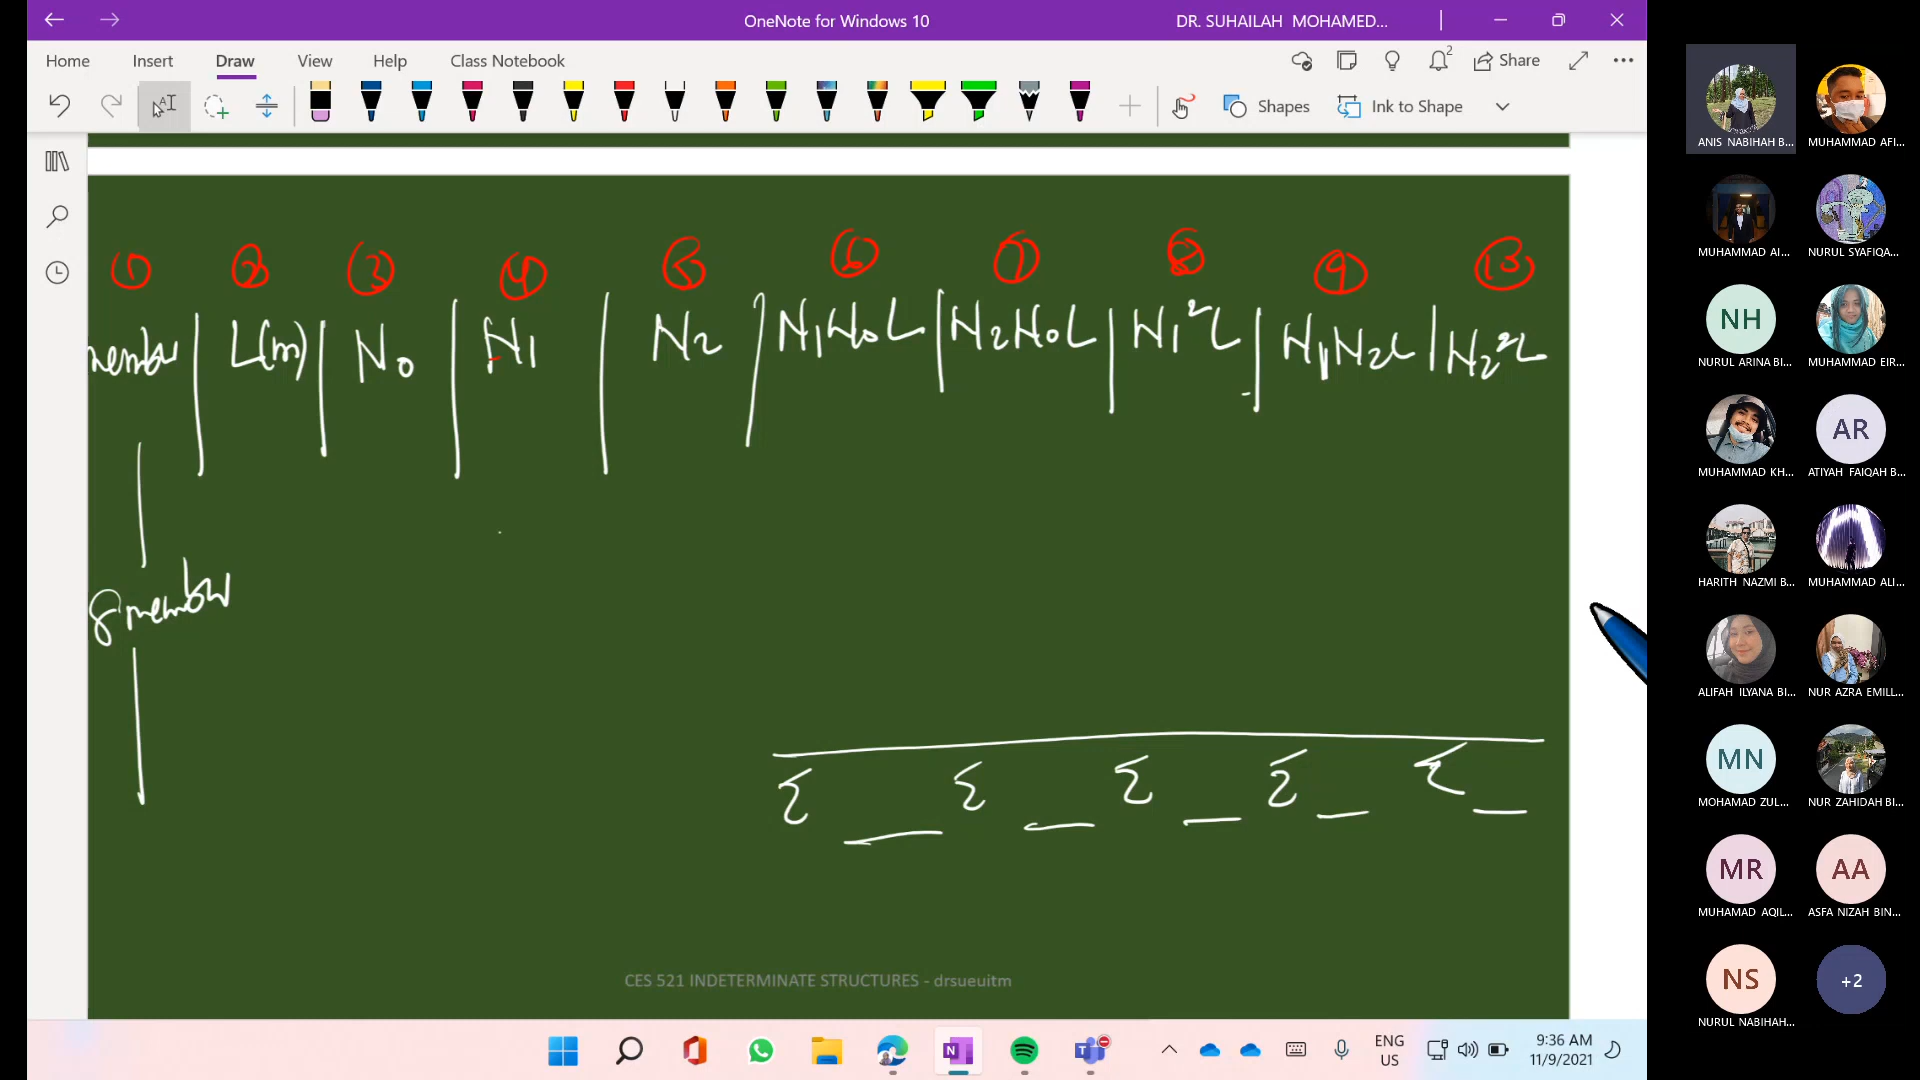 OneNote for Windows 10 DR. SUHAILAH MOHAMED...
Home Insert Draw View Help Class Notebook 2 Share
Shapes Ink to Shape
1 2 3 4 5 6 7 8 9
member L(m) N0 N1 N2 N1N0L N2N0L N1²L N1N2L N2²L
8 member
Σ Σ Σ Σ Σ
CES 521 INDETERMINATE STRUCTURES - drsueuitm
ANIS NABIHAH B... MUHAMMAD AFI...
MUHAMMAD AI... NURUL SYAFIQA...
NH
NURUL ARINA BI... MUHAMMAD EIR...
AR
MUHAMMAD KH... ATIYAH FAIQAH B...
HARITH NAZMI B... MUHAMMAD ALI...
ALIFAH ILYANA BI... NUR AZRA EMILL...
MN
MOHAMAD ZUL... NUR ZAHIDAH BI...
MR AA
MUHAMAD AQIL... ASFA NIZAH BIN...
NS +2
NURUL NABIHAH...
ENG 9:36 AM
US 11/9/2021